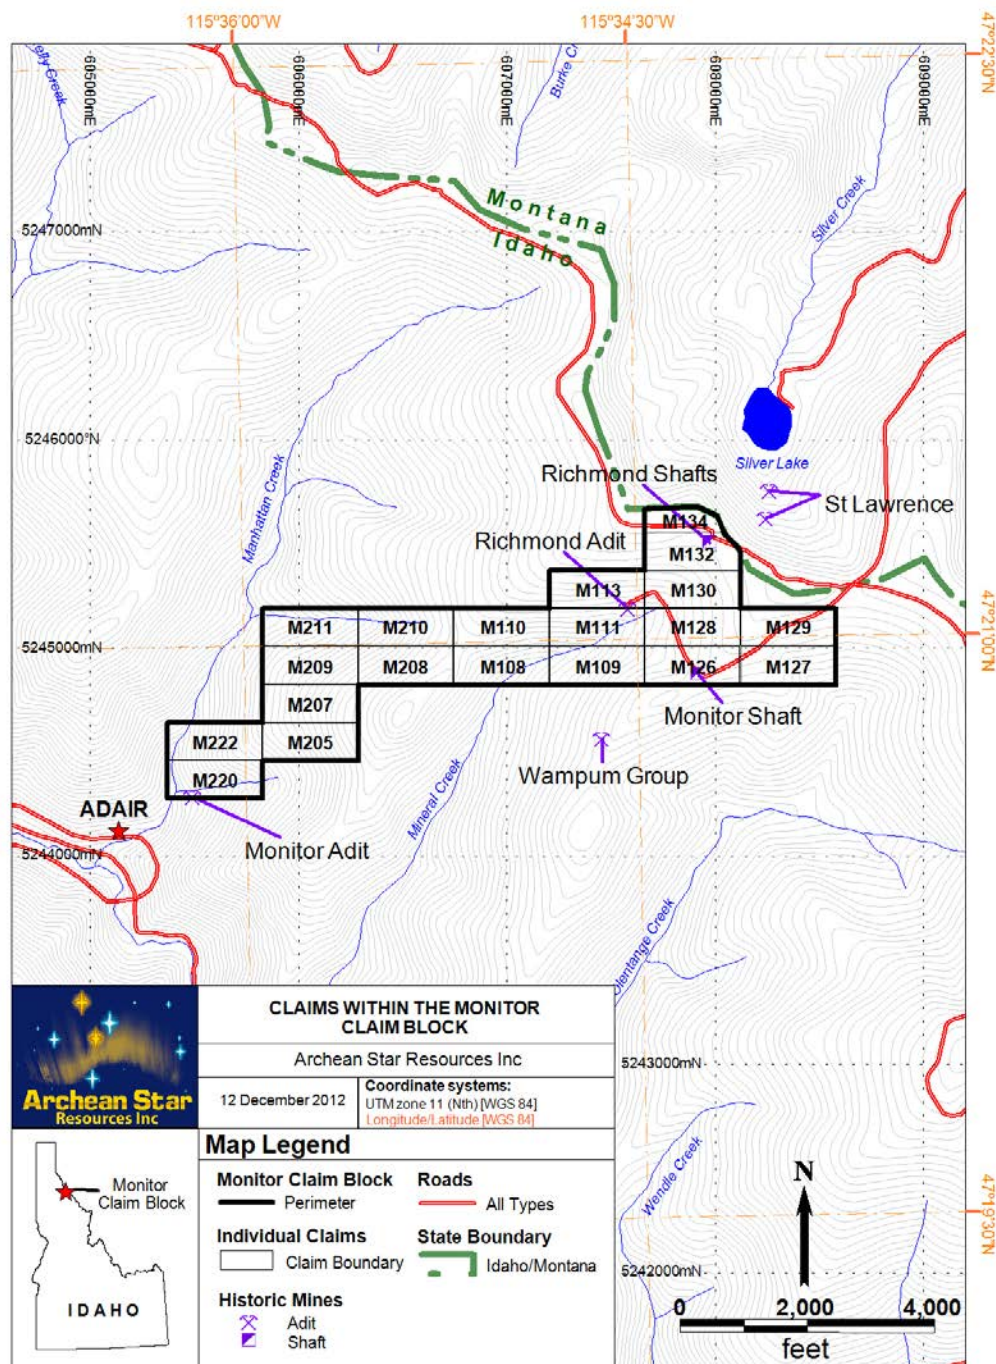 115°36'00"W
115°34'30"W
47°22'30"N
elly Creek
605000mE
606000mE
Burke Cr
607000mE
608000mE
609000mE
Silver Creek
Montana
Idaho
5247000mN
5246000°N
Silver Lake
Manhattan Creek
Richmond Shafts
St Lawrence
Richmond Adit
M134
M132
M113
M130
M211
M210
M110
M111
M128
M129
47°21'00"N
5245000mN
M209
M208
M108
M109
M126
M127
M207
Monitor Shaft
M222
M205
Wampum Group
M220
ADAIR
Mineral Creek
Monitor Adit
5244000mN
Olentange Creek
5243000mN
Wendle Creek
47°19'30"N
5242000mN
Archean Star
Resources Inc
CLAIMS WITHIN THE MONITOR
CLAIM BLOCK
Archean Star Resources Inc
12 December 2012
Coordinate systems:
UTM zone 11 (Nth) [WGS 84]
Longitude/Latitude [WGS 84]
Monitor
Claim Block
IDAHO
Map Legend
Monitor Claim Block
Perimeter
Roads
All Types
Individual Claims
Claim Boundary
State Boundary
Idaho/Montana
Historic Mines
Adit
Shaft
N
0 2,000 4,000
feet